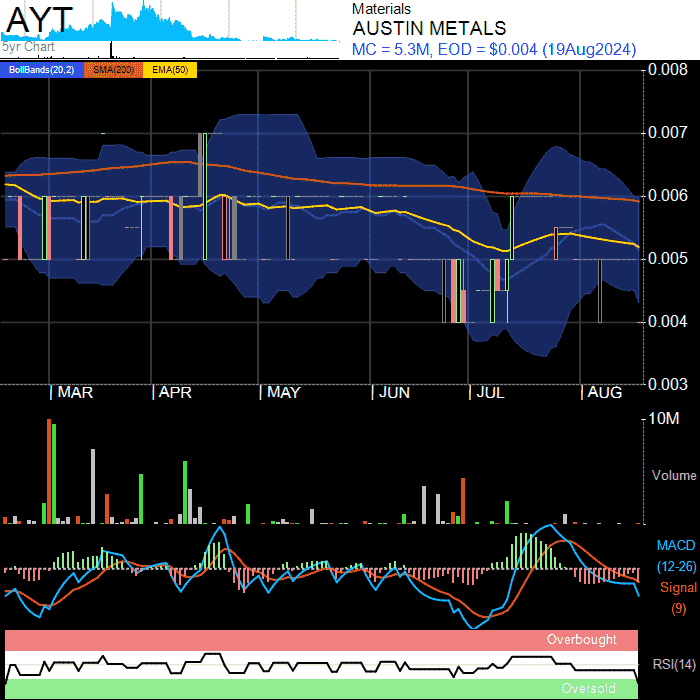 AYT
5yr Chart
Materials
AUSTIN METALS
MC = 5.3M, EOD = $0.004 (19Aug2024)
BollBands(20,2) SMA(200) EMA(50)
0.008
0.007
0.006
0.005
0.004
0.003
MAR APR MAY JUN JUL AUG
10M
Volume
MACD
(12-26)
Signal
(9)
Overbought
RSI(14)
Oversold